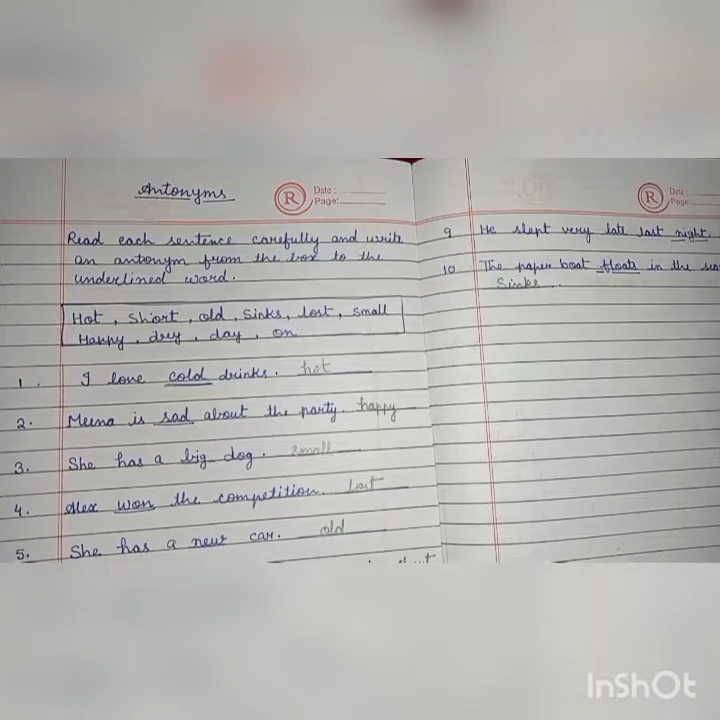 Antonyms
R
Date:
Page:
Read each sentence carefully and write
an antonym from the box to the
underlined word.
Hot, Short, old, Sinks, lost, small
Happy, dry, day, on
1. I love cold drinks. hot
2. Meena is sad about the party. happy
3. She has a big dog. small
4. Alex won the competition. lost
5. She has a new car. old
R
Date:
Page:
9 He slept very late last night.
10 The paper boat floats in the sea
Sinks.
InShOt